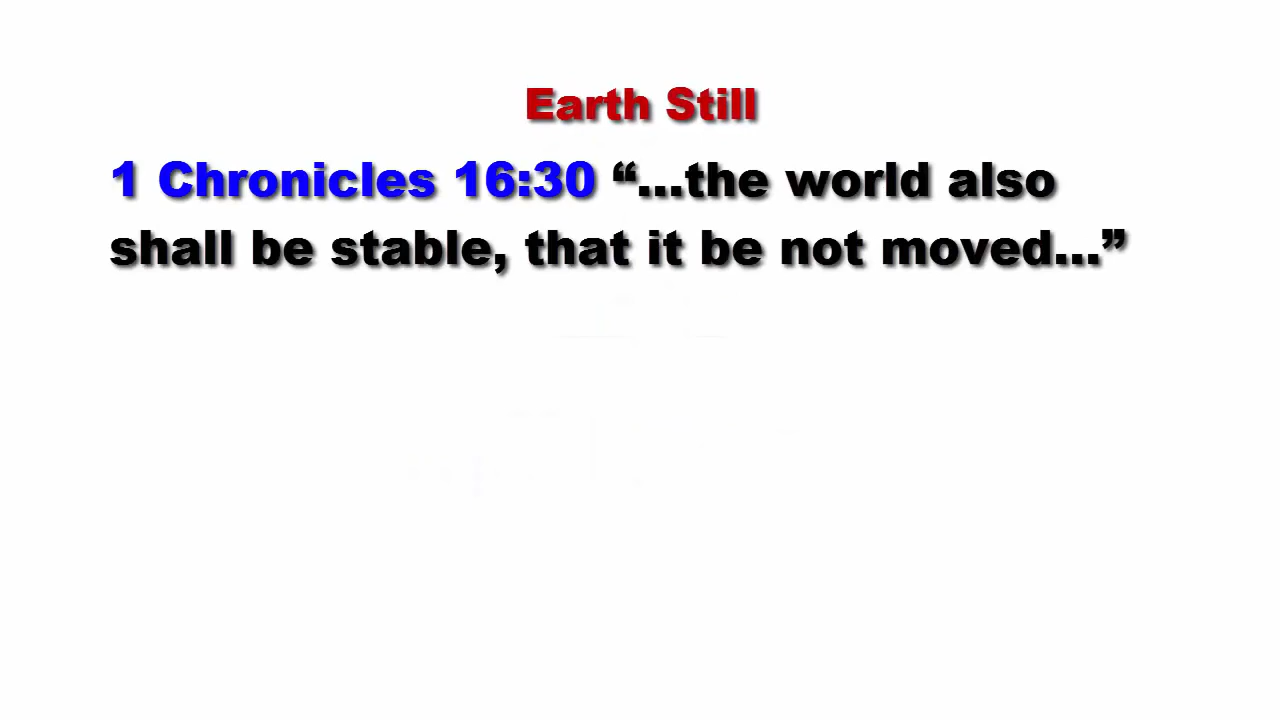 Earth Still
1 Chronicles 16:30 “...the world also
shall be stable, that it be not moved...”